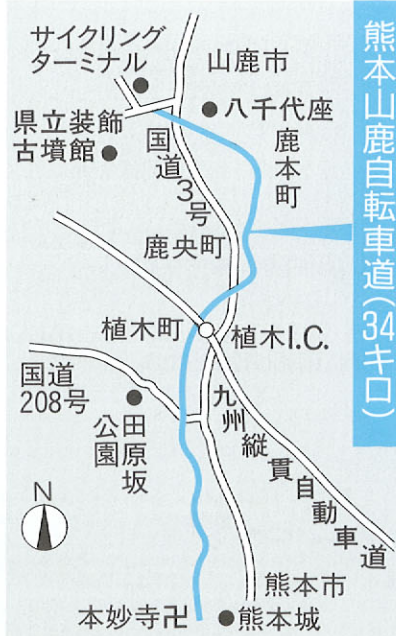 熊本山鹿自転車道(34キロ)
サイクリング
ターミナル
山鹿市
八千代座
県立装飾
古墳館
鹿本町
国道3号
鹿央町
植木町
植木I.C.
国道
208号
田原坂
公園
九州縦貫自動車道
N
熊本市
本妙寺卍
熊本城